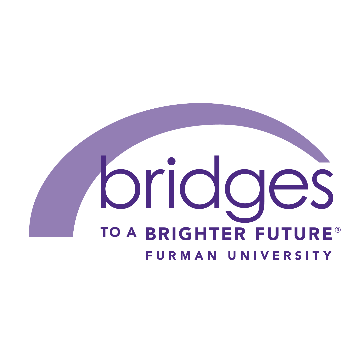 bridges
TO A BRIGHTER FUTURE®
FURMAN UNIVERSITY